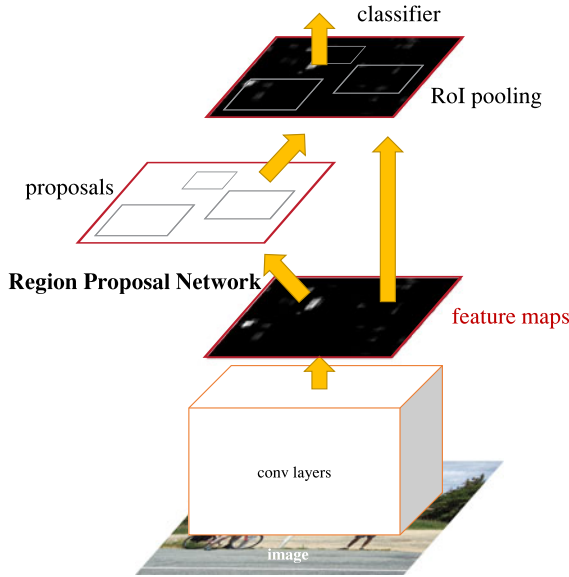 classifier
RoI pooling
proposals
Region Proposal Network
feature maps
conv layers
image